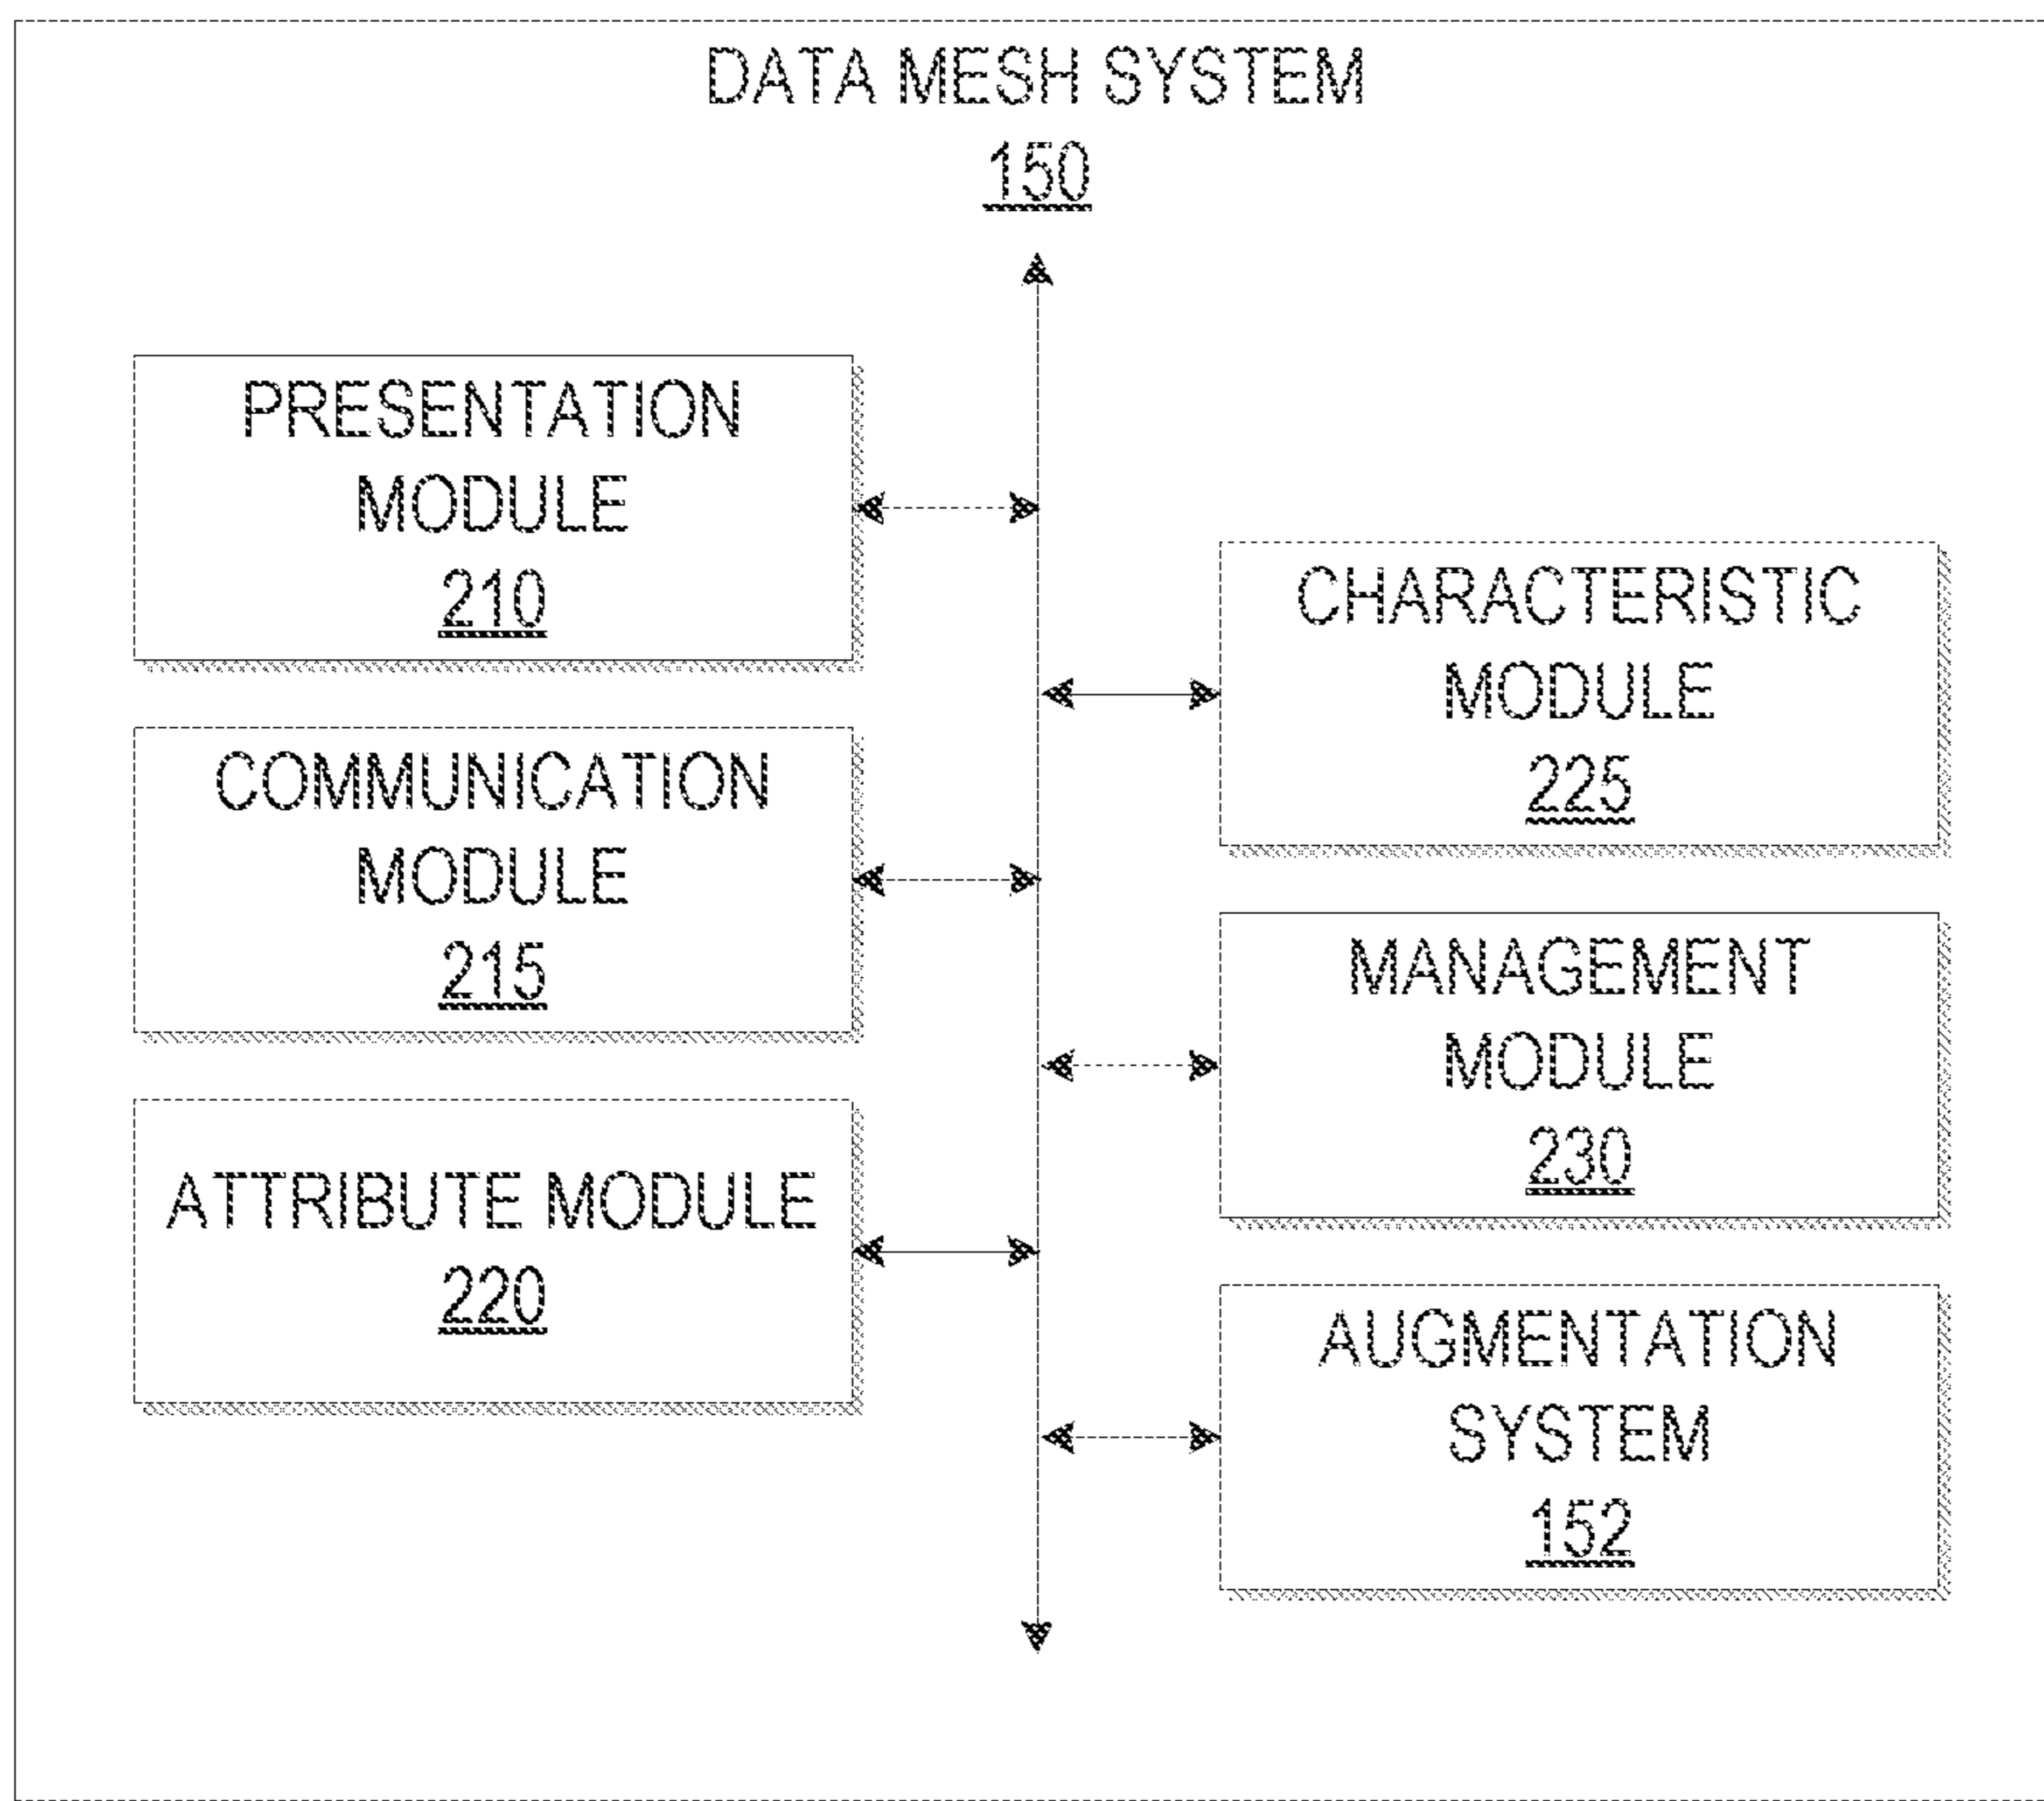 DATA MESH SYSTEM
150
PRESENTATION
MODULE
210
COMMUNICATION
MODULE
215
ATTRIBUTE MODULE
220
CHARACTERISTIC
MODULE
225
MANAGEMENT
MODULE
230
AUGMENTATION
SYSTEM
152